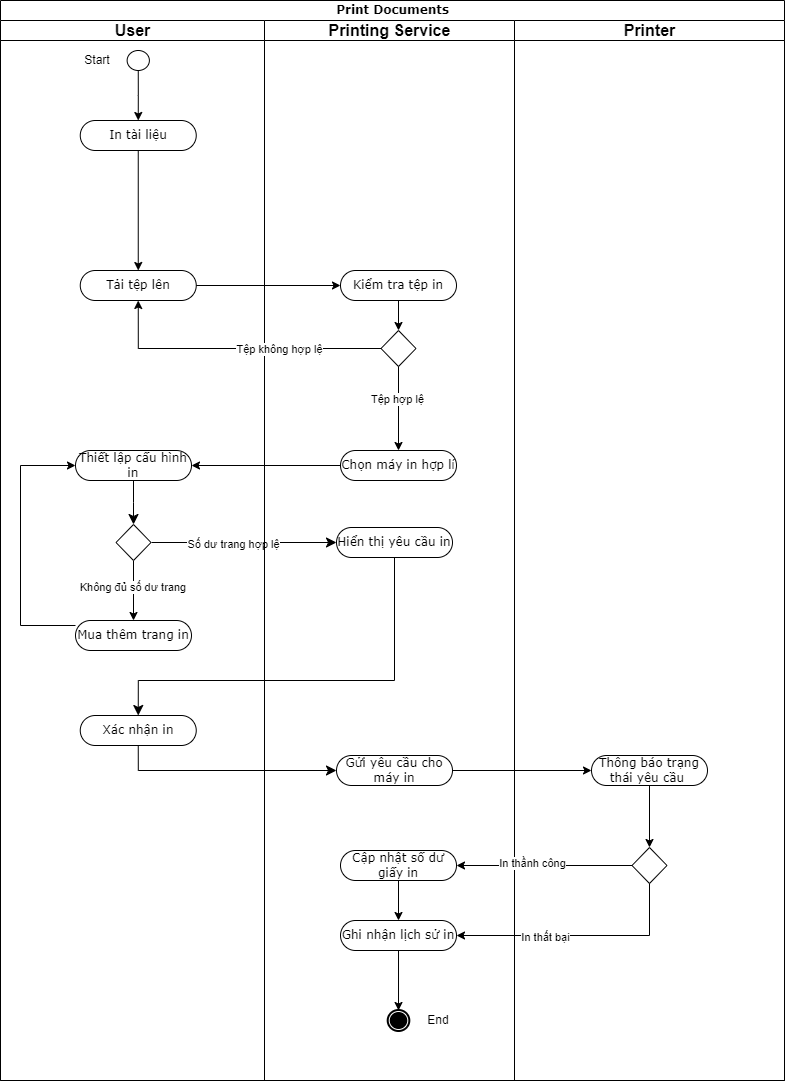 Print Documents
User
Printing Service
Printer
Start
In tài liệu
Tải tệp lên
Kiểm tra tệp in
Tệp không hợp lệ
Tệp hợp lệ
Thiết lập cấu hình
in
Chọn máy in hợp lí
Số dư trang hợp lệ
Hiển thị yêu cầu in
Không đủ số dư trang
Mua thêm trang in
Xác nhận in
Gửi yêu cầu cho
máy in
Thông báo trạng
thái yêu cầu
Cập nhật số dư
giấy in
In thành công
Ghi nhận lịch sử in
In thất bại
End